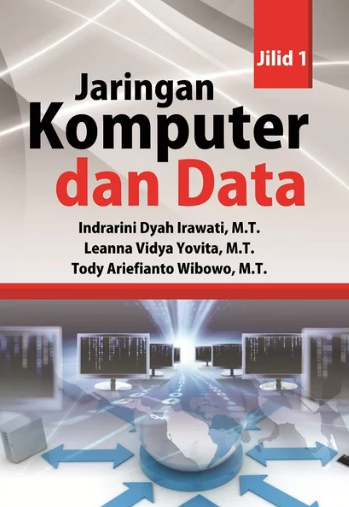 Jilid 1
Jaringan
Komputer
dan Data
Indrarini Dyah Irawati, M.T.
Leanna Vidya Yovita, M.T.
Tody Ariefianto Wibowo, M.T.